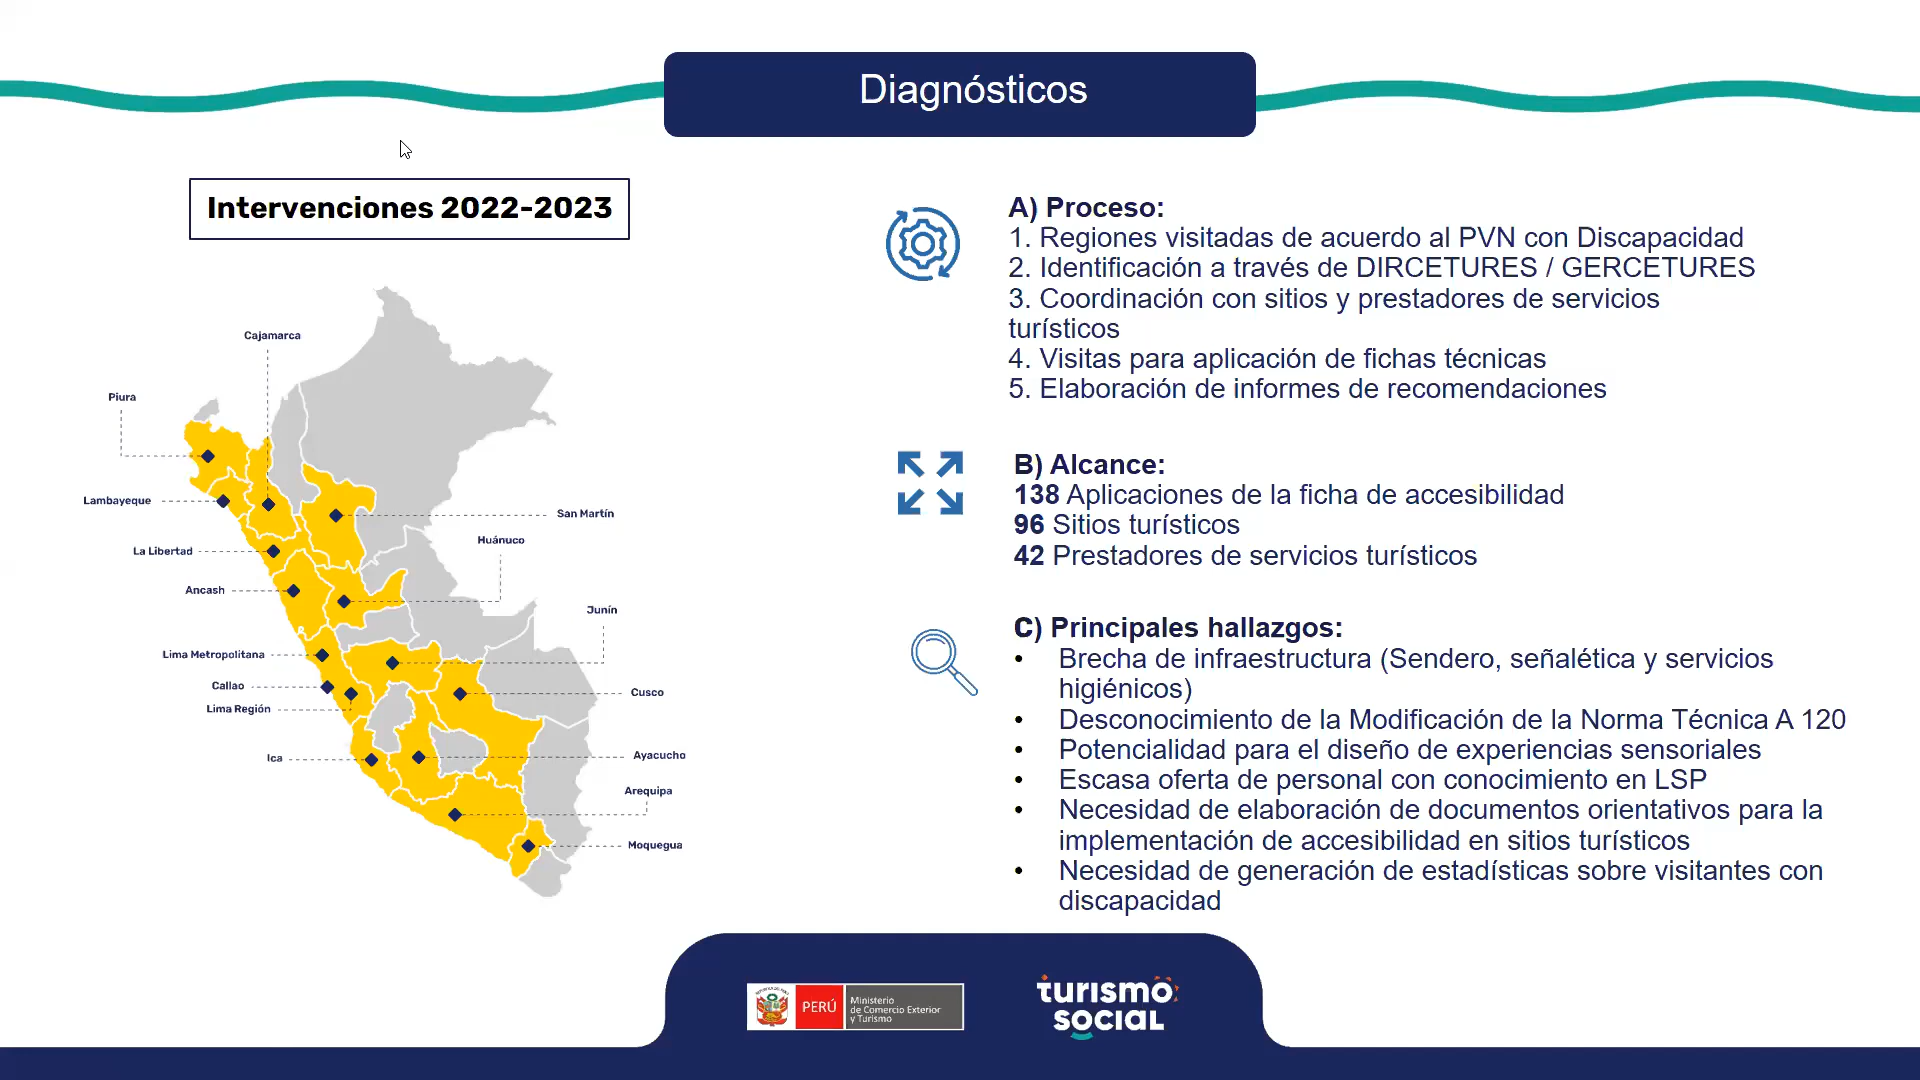 Diagnósticos
Intervenciones 2022-2023
Cajamarca
Piura
Lambayeque
San Martín
Huánuco
La Libertad
Ancash
Junín
Lima Metropolitana
Callao
Cusco
Lima Región
Ica
Ayacucho
Arequipa
Moquegua
A) Proceso:
1. Regiones visitadas de acuerdo al PVN con Discapacidad
2. Identificación a través de DIRCETURES / GERCETURES
3. Coordinación con sitios y prestadores de servicios
turísticos
4. Visitas para aplicación de fichas técnicas
5. Elaboración de informes de recomendaciones
B) Alcance:
138 Aplicaciones de la ficha de accesibilidad
96 Sitios turísticos
42 Prestadores de servicios turísticos
C) Principales hallazgos:
• Brecha de infraestructura (Sendero, señalética y servicios
higiénicos)
• Desconocimiento de la Modificación de la Norma Técnica A 120
• Potencialidad para el diseño de experiencias sensoriales
• Escasa oferta de personal con conocimiento en LSP
• Necesidad de elaboración de documentos orientativos para la
implementación de accesibilidad en sitios turísticos
• Necesidad de generación de estadísticas sobre visitantes con
discapacidad
PERÚ
Ministerio
de Comercio Exterior
y Turismo
turismo
social